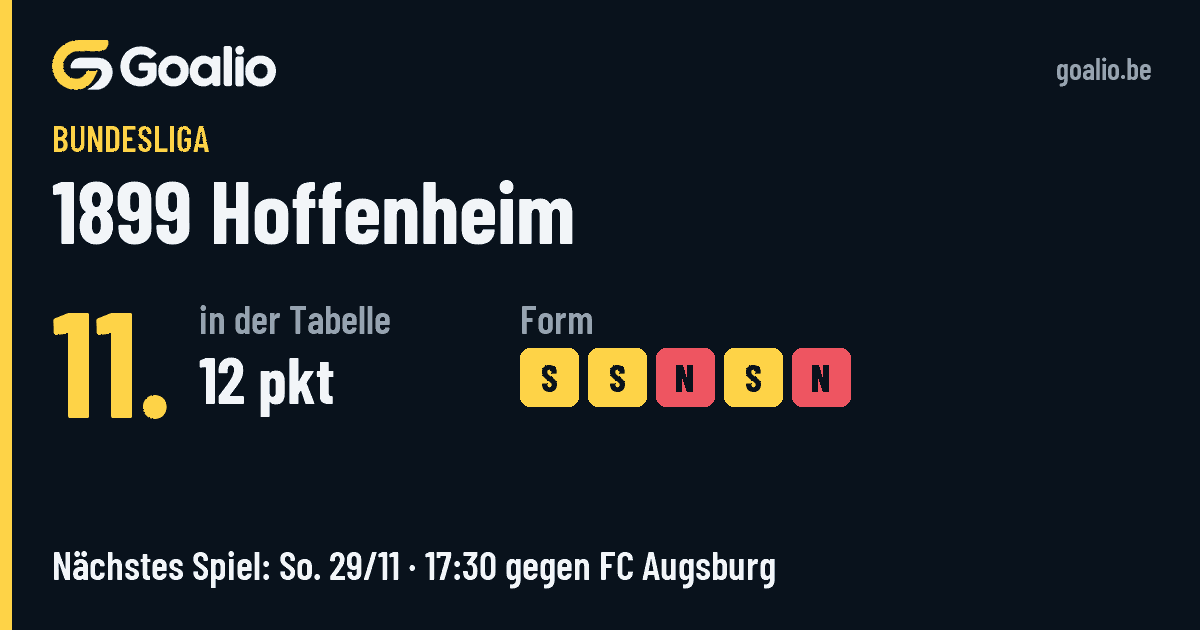 Goalio
goalio.be
BUNDESLIGA
1899 Hoffenheim
11.
in der Tabelle
12 pkt
Form
S S N S N
Nächstes Spiel: So. 29/11 · 17:30 gegen FC Augsburg